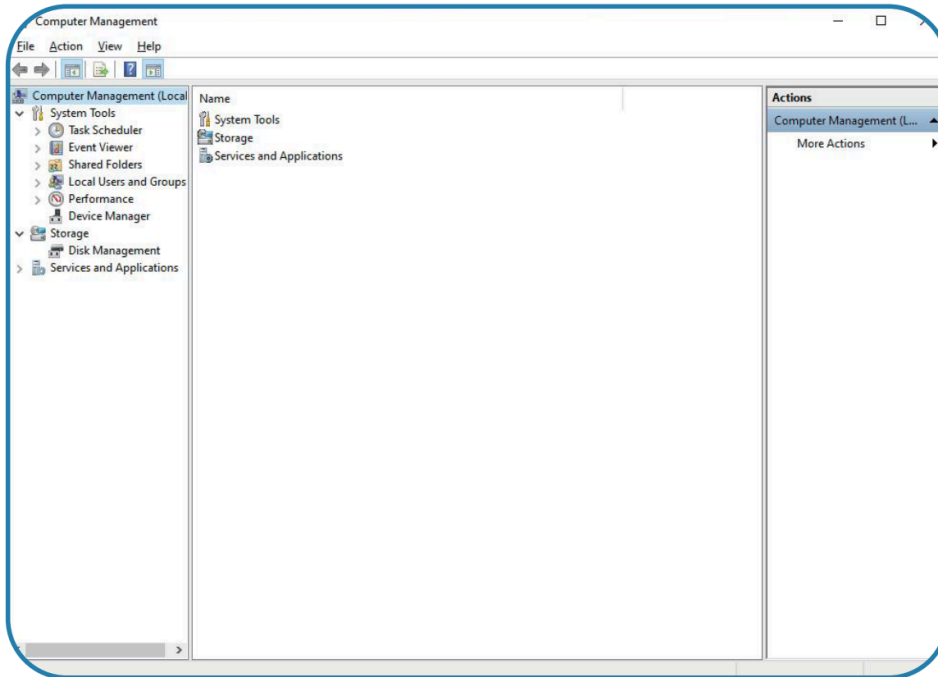 Computer Management
File Action View Help
Computer Management (Local
System Tools
Task Scheduler
Event Viewer
Shared Folders
Local Users and Groups
Performance
Device Manager
Storage
Disk Management
Services and Applications
Name
System Tools
Storage
Services and Applications
Actions
Computer Management (L...
More Actions